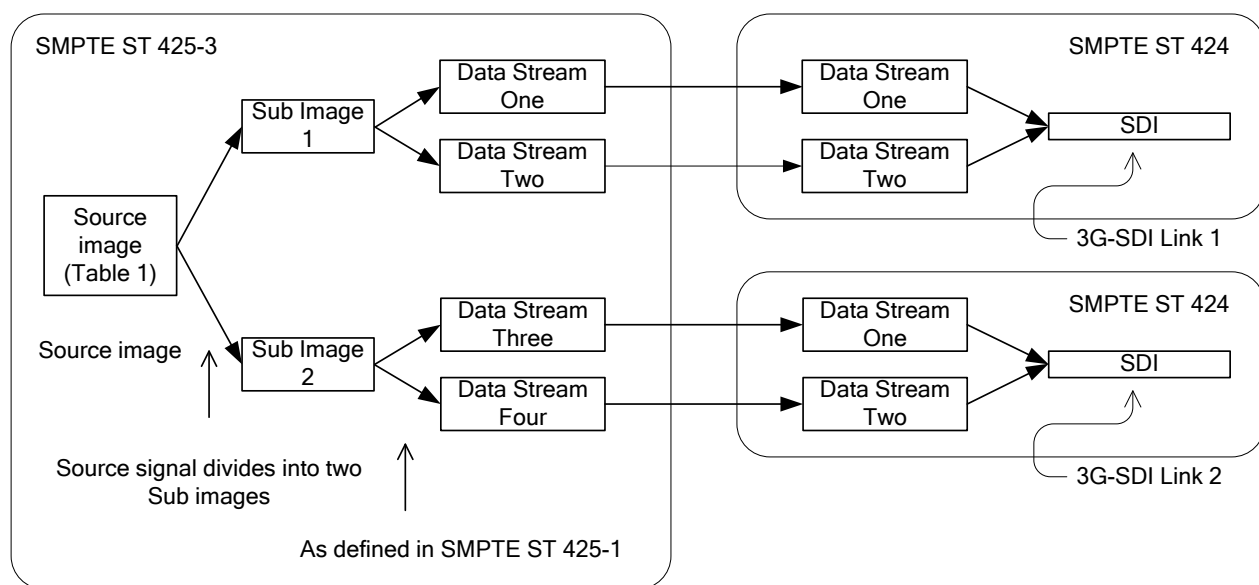 SMPTE ST 425-3
Source
image
(Table 1)
Source image
Sub Image
1
Sub Image
2
Data Stream
One
Data Stream
Two
Data Stream
Three
Data Stream
Four
Source signal divides into two
Sub images
As defined in SMPTE ST 425-1
SMPTE ST 424
Data Stream
One
Data Stream
Two
SDI
3G-SDI Link 1
SMPTE ST 424
Data Stream
One
Data Stream
Two
SDI
3G-SDI Link 2